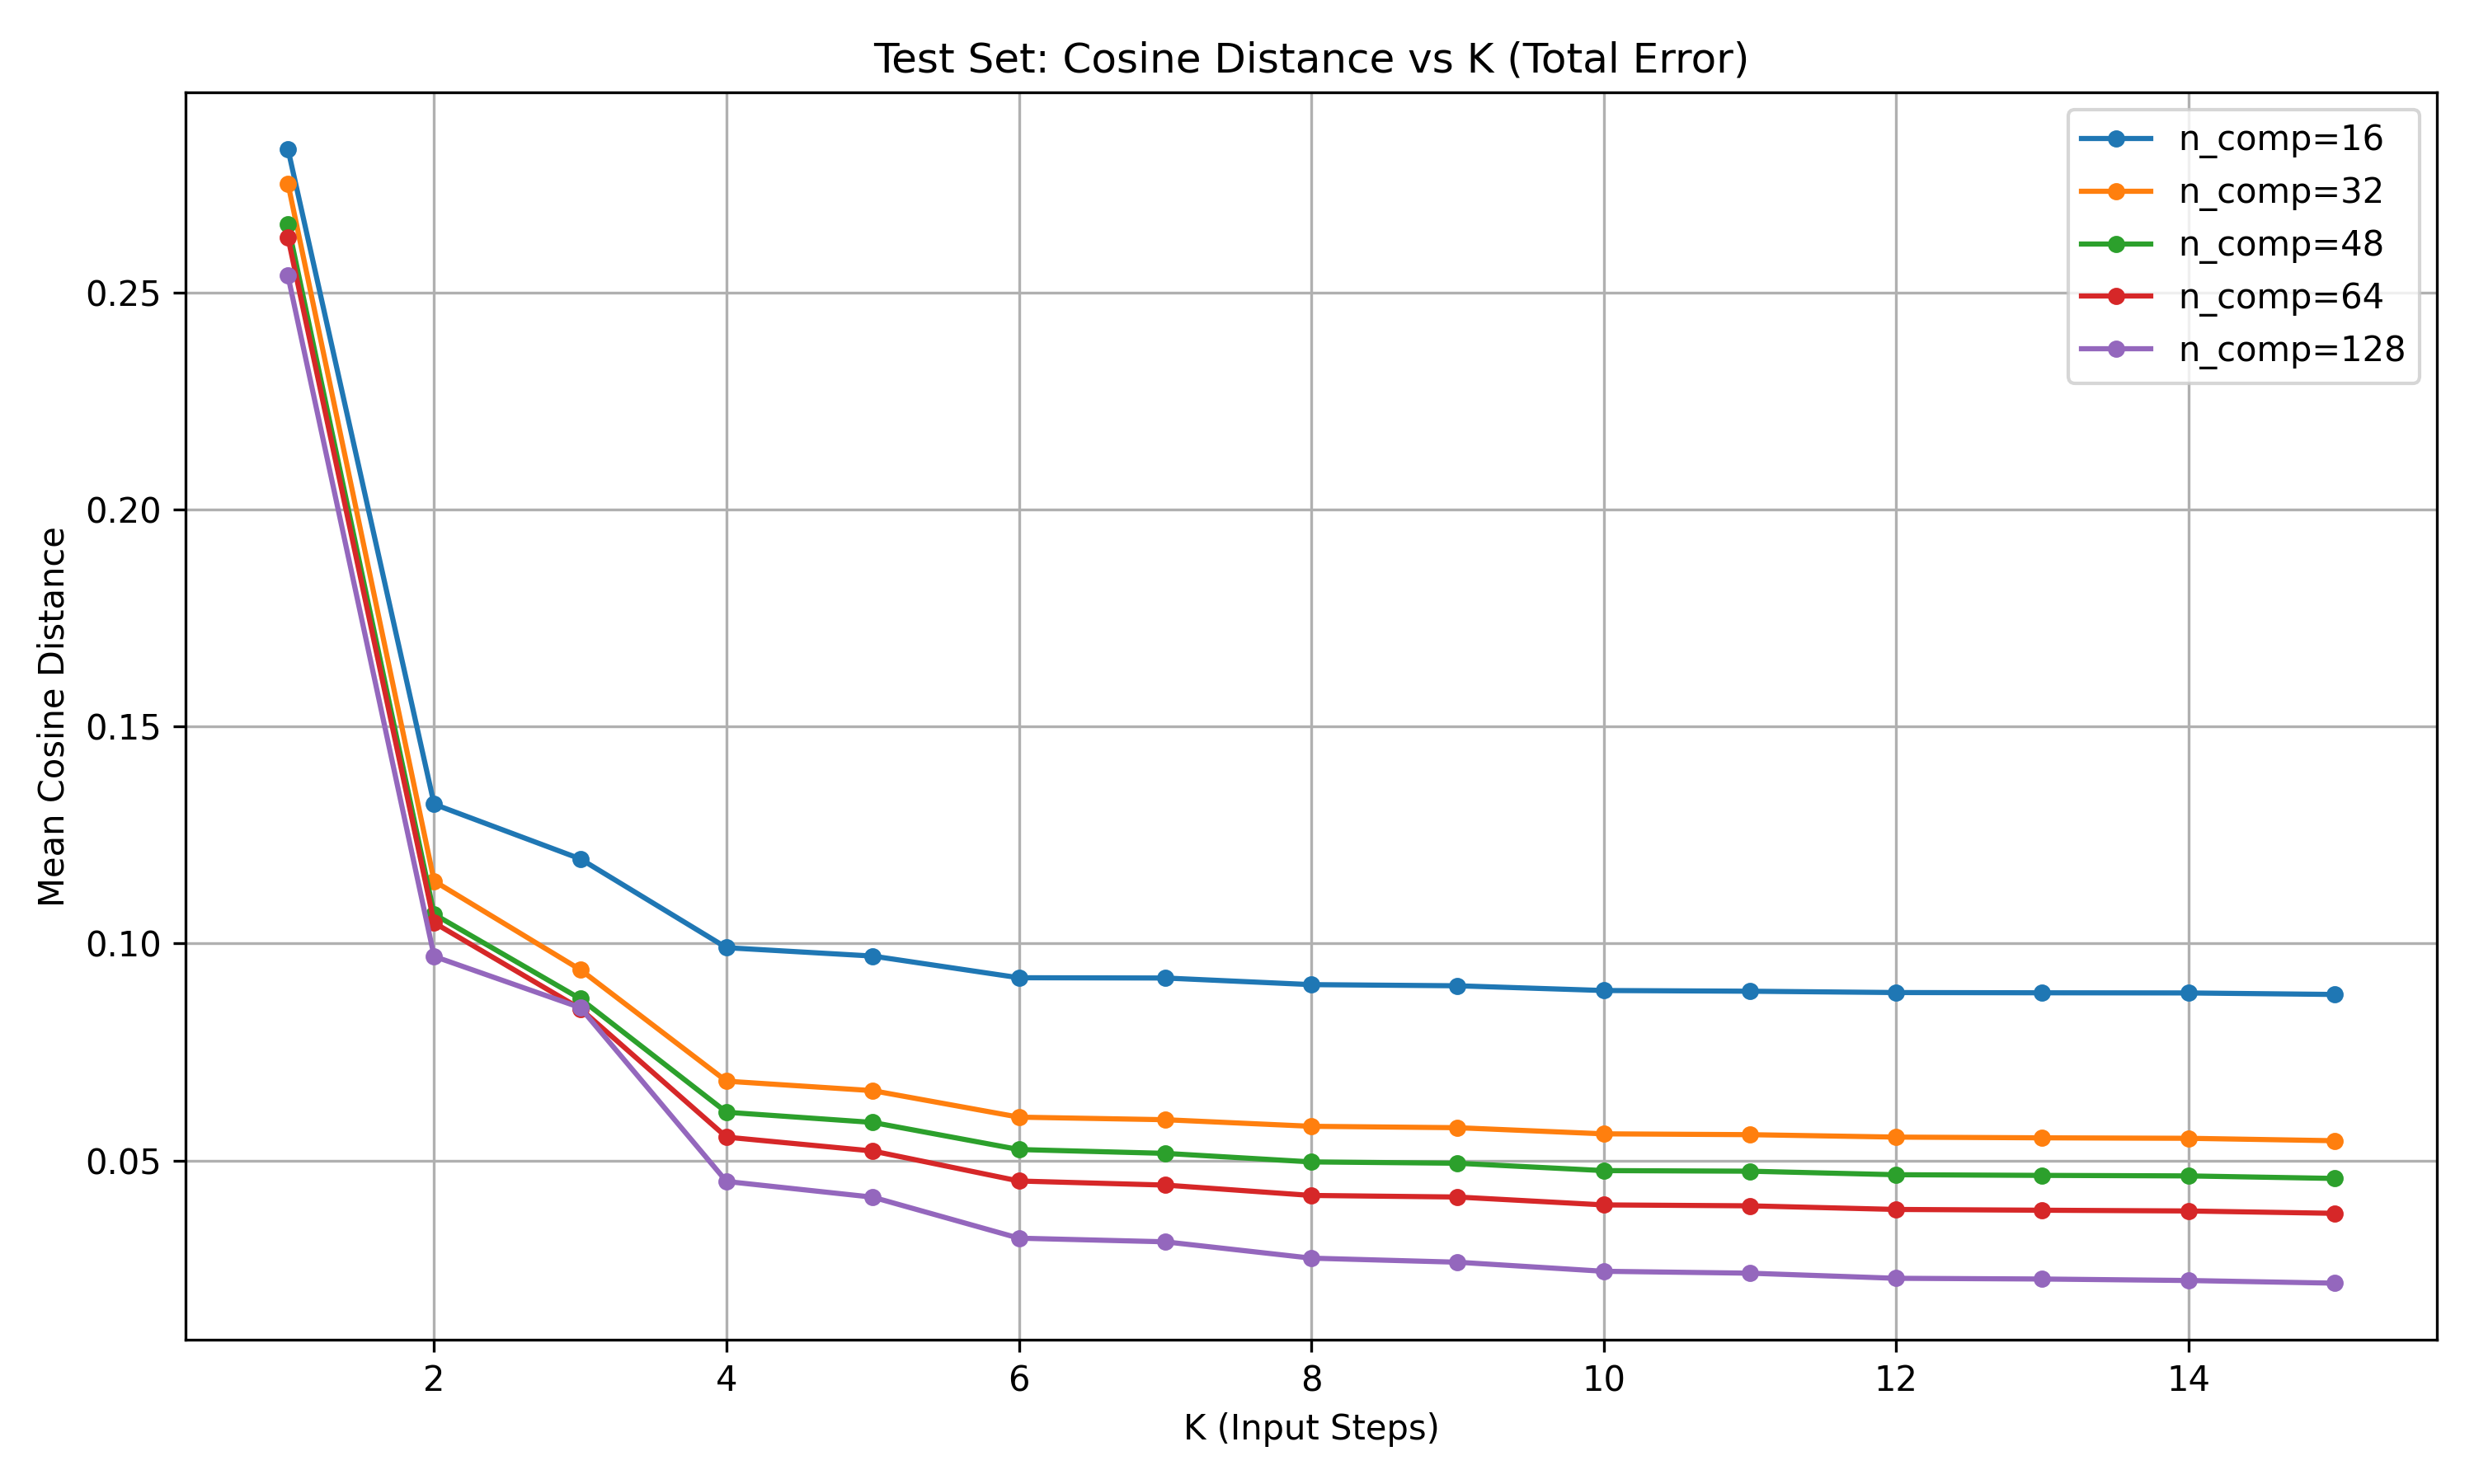 Test Set: Cosine Distance vs K (Total Error)
n_comp=16
n_comp=32
n_comp=48
n_comp=64
n_comp=128
Mean Cosine Distance
0.25
0.20
0.15
0.10
0.05
2 4 6 8 10 12 14
K (Input Steps)